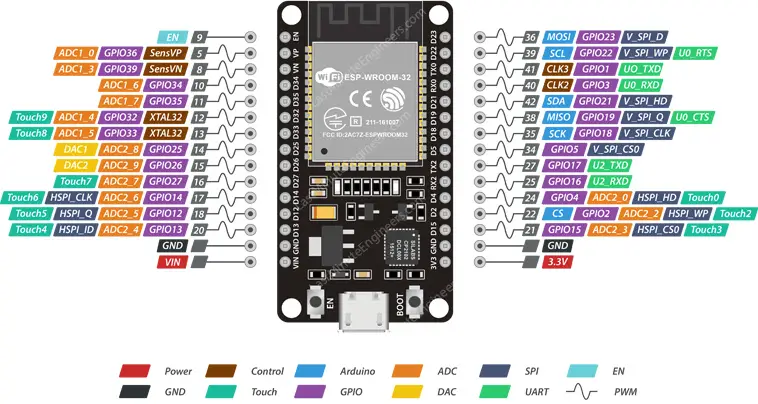 EN 9
ADC1_0 GPIO36 SensVP 5
ADC1_3 GPIO39 SensVN 8
ADC1_6 GPIO34 10
ADC1_7 GPIO35 11
Touch9 ADC1_4 GPIO32 XTAL32 12
Touch8 ADC1_5 GPIO33 XTAL32 13
DAC1 ADC2_8 GPIO25 14
DAC2 ADC2_9 GPIO26 15
Touch7 ADC2_7 GPIO27 16
Touch6 HSPI_CLK ADC2_6 GPIO14 17
Touch5 HSPI_Q ADC2_5 GPIO12 18
Touch4 HSPI_ID ADC2_4 GPIO13 20
GND
VIN
EN VP VN D34 D35 D32 D33 D25 D26 D27 D14 D12 D13 GND VIN
WiFi ESP-WROOM-32
CE
R 211-161007
FCC ID:2AC7Z-ESPWROOM32
SILABS
CP2102
EN
BOOT
D23 D22 TX0 RX0 D21 D19 D18 D5 TX2 RX2 D4 D2 D15 GND 3V3
36 MOSI GPIO23 V_SPI_D
39 SCL GPIO22 V_SPI_WP U0_RTS
41 CLK3 GPIO1 UO_TXD
40 CLK2 GPIO3 U0_RXD
42 SDA GPIO21 V_SPI_HD
38 MISO GPIO19 V_SPI_Q U0_CTS
35 SCK GPIO18 V_SPI_CLK
34 GPIO5 V_SPI_CS0
27 GPIO17 U2_TXD
25 GPIO16 U2_RXD
24 GPIO4 ADC2_0 HSPI_HD Touch0
22 CS GPIO2 ADC2_2 HSPI_WP Touch2
21 GPIO15 ADC2_3 HSPI_CS0 Touch3
GND
3.3V
Power Control Arduino ADC SPI EN
GND Touch GPIO DAC UART PWM